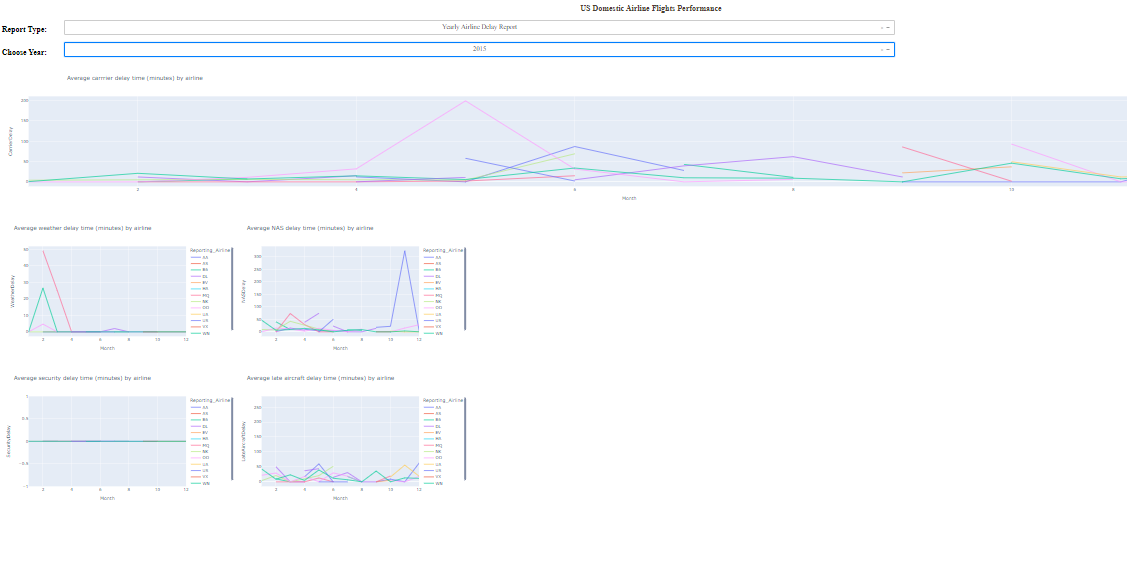 US Domestic Airline Flights Performance
Report Type:
Yearly Airline Delay Report
Choose Year:
2015
Average carrrier delay time (minutes) by airline
CarrierDelay
200
150
100
50
0
2
4
6
8
10
Month
Average weather delay time (minutes) by airline
WeatherDelay
50
40
30
20
10
0
2
4
6
8
10
12
Month
Reporting_Airline
AA
AS
B6
DL
EV
HA
MQ
NK
OO
UA
US
VX
WN
Average NAS delay time (minutes) by airline
NASDelay
300
250
200
150
100
50
0
2
4
6
8
10
12
Month
Reporting_Airline
AA
AS
B6
DL
EV
HA
MQ
NK
OO
UA
US
VX
WN
Average security delay time (minutes) by airline
SecurityDelay
1
0.5
0
−0.5
−1
2
4
6
8
10
12
Month
Reporting_Airline
AA
AS
B6
DL
EV
HA
MQ
NK
OO
UA
US
VX
WN
Average late aircraft delay time (minutes) by airline
LateAircraftDelay
250
200
150
100
50
0
2
4
6
8
10
12
Month
Reporting_Airline
AA
AS
B6
DL
EV
HA
MQ
NK
OO
UA
US
VX
WN